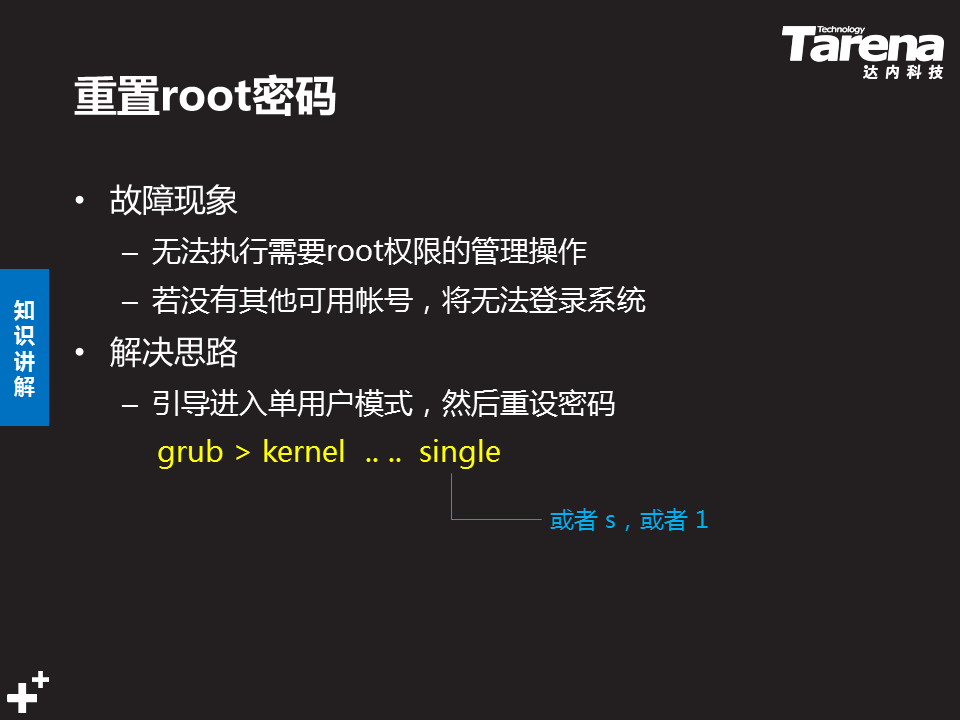 Technology
Tarena
达内科技
重置root密码
• 故障现象
– 无法执行需要root权限的管理操作
– 若没有其他可用帐号，将无法登录系统
知识讲解
• 解决思路
– 引导进入单用户模式，然后重设密码
grub > kernel .. .. single
或者 s，或者 1